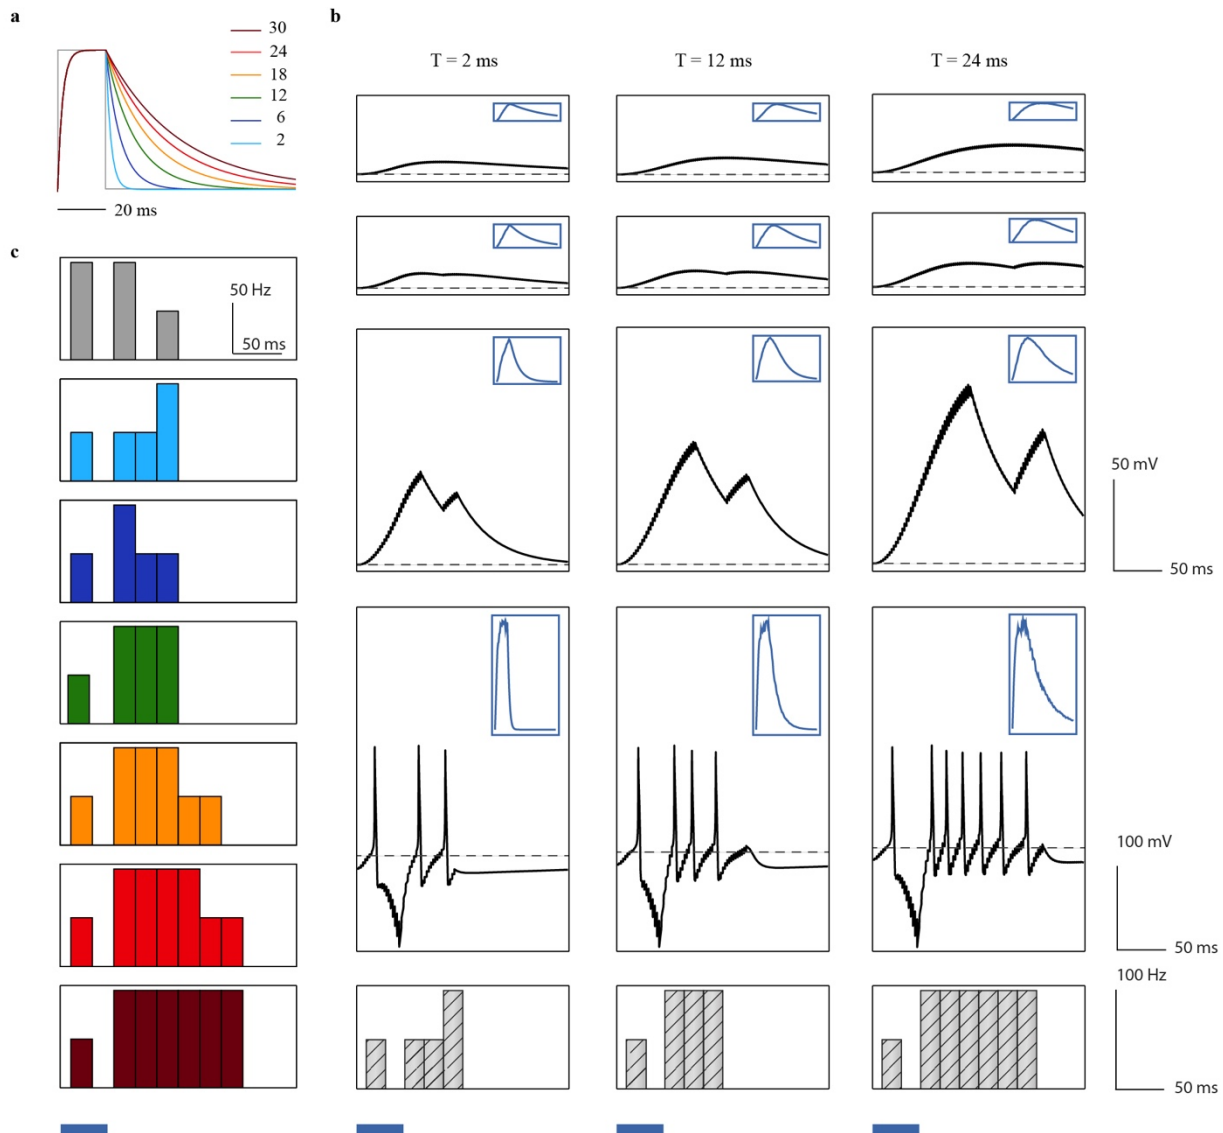 a
30
24
18
12
6
2
20 ms
b
T = 2 ms
T = 12 ms
T = 24 ms
50 mV
50 ms
100 mV
50 ms
100 Hz
50 ms
c
50 Hz
50 ms